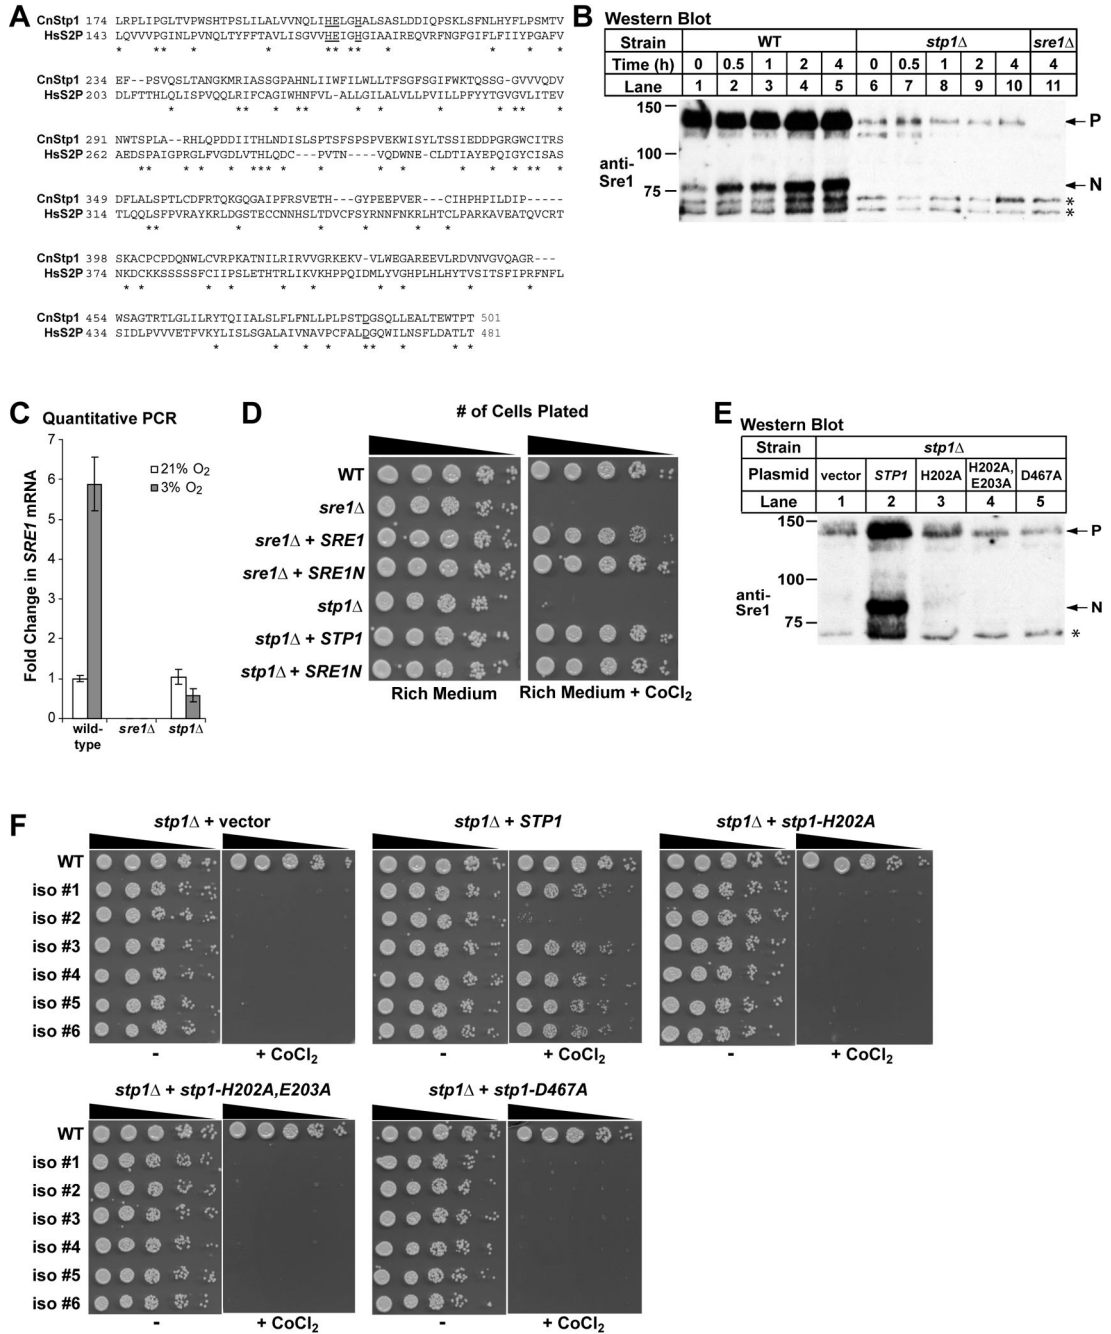 A
CnStp1 174 LRPLIPGLTVPWSHTPSLILALVVNQLIHELGHALSASLDDIQPSKLSFNLHYFLPSMTV
HsS2P 143 LQVVVPGINLPVNQLTYFFTAVLISGVVHEIGHGIAAIREQVRFNGFGIFLFIIYPGAFV
CnStp1 234 EF--PSVQSLTANGKMRIASSGPAHNLIIWFILWLLTFSGFSGIFWKTQSSG-GVVVQDV
HsS2P 203 DLFTTHLQLISPVQQLRIFCAGIWHNFVL-ALLGILALVLLPVILLPFYYTGVGVLITEV
CnStp1 291 NWTSPLA--RHLQPDDIITHLNDISLSPTSFSPSPVEKWISYLTSSIEDDPGRGWCITRS
HsS2P 262 AEDSPAIGPRGLFVGDLVTHLQDC---PVTN----VQDWNE-CLDTIAYEPQIGYCISAS
CnStp1 349 DFLALSPTLCDFRTQKGQGAIPFRSVETH---GYPEEPVER---CIHPHPILDIP-----
HsS2P 314 TLQQLSFPVRAYKRLDGSTECCNNHSLTDVCFSYRNNFNKRLHTCLPARKAVEATQVCRT
CnStp1 398 SKACPCPDQNWLCVRPKATNILRIRVVGRKEKV-VLWEGAREEVLRDVNVGVQAGR---
HsS2P 374 NKDCKKSSSSSFCIIPSLETHTRLIKVKHPPQIDMLYVGHPLHLHYTVSITSFIPRFNFL
CnStp1 454 WSAGTRTLGLILRYTQIIALSLFLFNLLPLPSTDGSQLLEALTEWTPT 501
HsS2P 434 SIDLPVVVETFVKYLISLSGALAIVNAVPCFALDGQWILNSFLDATLT 481
B Western Blot
Strain WT stp1Δ sre1Δ
Time (h) 0 0.5 1 2 4 0 0.5 1 2 4 4
Lane 1 2 3 4 5 6 7 8 9 10 11
150
P
100
anti-
Sre1
75
N
*
*
C Quantitative PCR
Fold Change in SRE1 mRNA
7
6
5
4
3
2
1
0
21% O2
3% O2
wild-
type
sre1Δ
stp1Δ
D # of Cells Plated
WT
sre1Δ
sre1Δ + SRE1
sre1Δ + SRE1N
stp1Δ
stp1Δ + STP1
stp1Δ + SRE1N
Rich Medium Rich Medium + CoCl2
E Western Blot
Strain stp1Δ
Plasmid vector STP1 H202A H202A, E203A D467A
Lane 1 2 3 4 5
150
P
100
anti-
Sre1
N
75
*
F
stp1Δ + vector stp1Δ + STP1 stp1Δ + stp1-H202A
WT
iso #1
iso #2
iso #3
iso #4
iso #5
iso #6
- + CoCl2 - + CoCl2 - + CoCl2
stp1Δ + stp1-H202A,E203A stp1Δ + stp1-D467A
WT
iso #1
iso #2
iso #3
iso #4
iso #5
iso #6
- + CoCl2 - + CoCl2